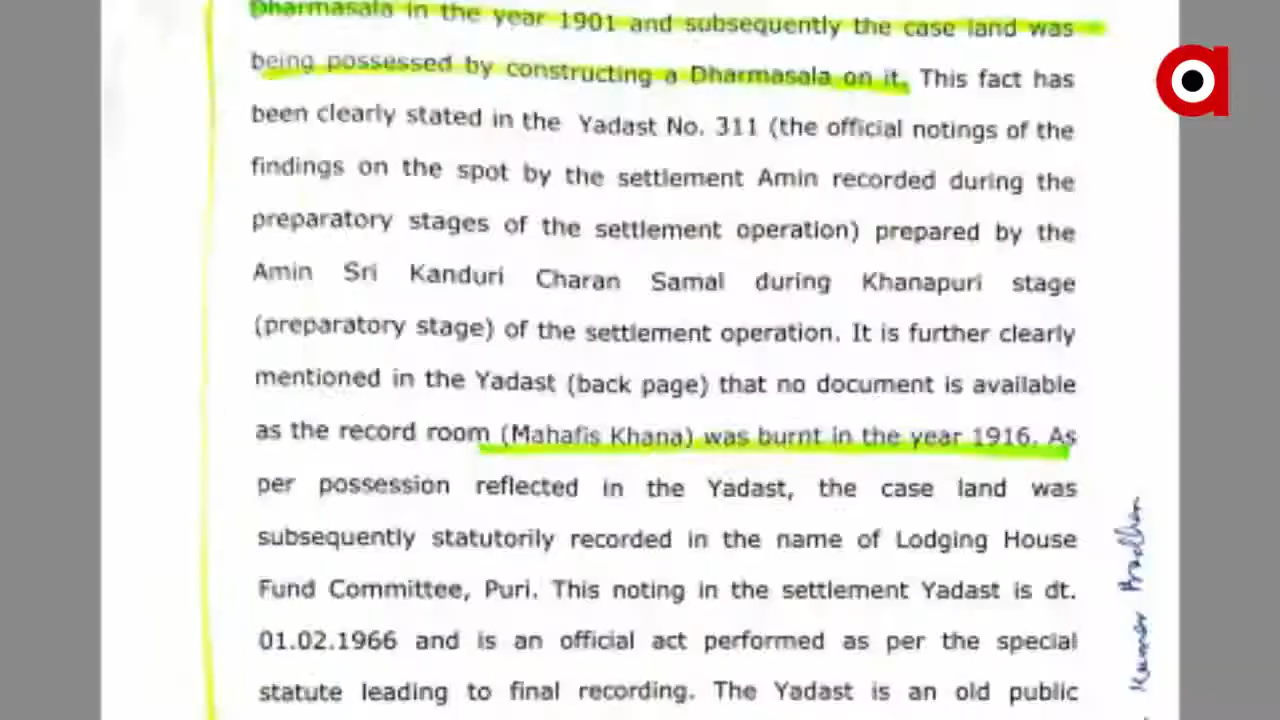 Dharmasala in the year 1901 and subsequently the case land was
being possessed by constructing a Dharmasala on it. This fact has
been clearly stated in the Yadast No. 311 (the official notings of the
findings on the spot by the settlement Amin recorded during the
preparatory stages of the settlement operation) prepared by the
Amin Sri Kanduri Charan Samal during Khanapuri stage
(preparatory stage) of the settlement operation. It is further clearly
mentioned in the Yadast (back page) that no document is available
as the record room (Mahafis Khana) was burnt in the year 1916. As
per possession reflected in the Yadast, the case land was
subsequently statutorily recorded in the name of Lodging House
Fund Committee, Puri. This noting in the settlement Yadast is dt.
01.02.1966 and is an official act performed as per the special
statute leading to final recording. The Yadast is an old public
Kumar Pradhan